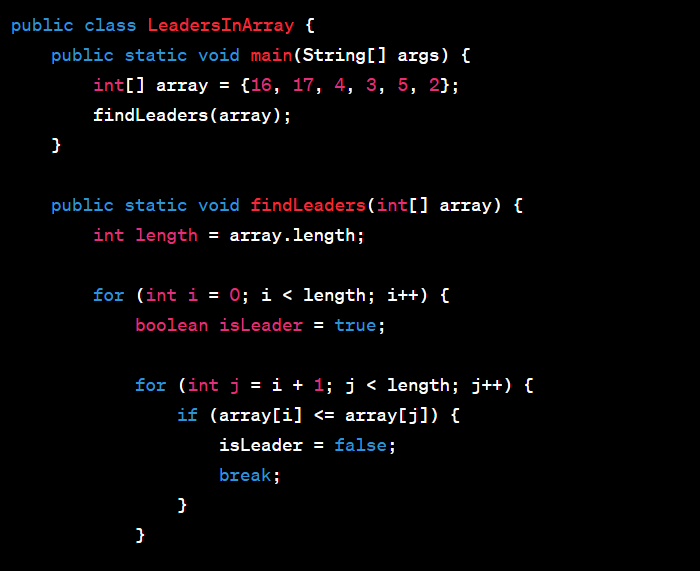 public class LeadersInArray {
    public static void main(String[] args) {
        int[] array = {16, 17, 4, 3, 5, 2};
        findLeaders(array);
    }

    public static void findLeaders(int[] array) {
        int length = array.length;

        for (int i = 0; i < length; i++) {
            boolean isLeader = true;

            for (int j = i + 1; j < length; j++) {
                if (array[i] <= array[j]) {
                    isLeader = false;
                    break;
                }
            }